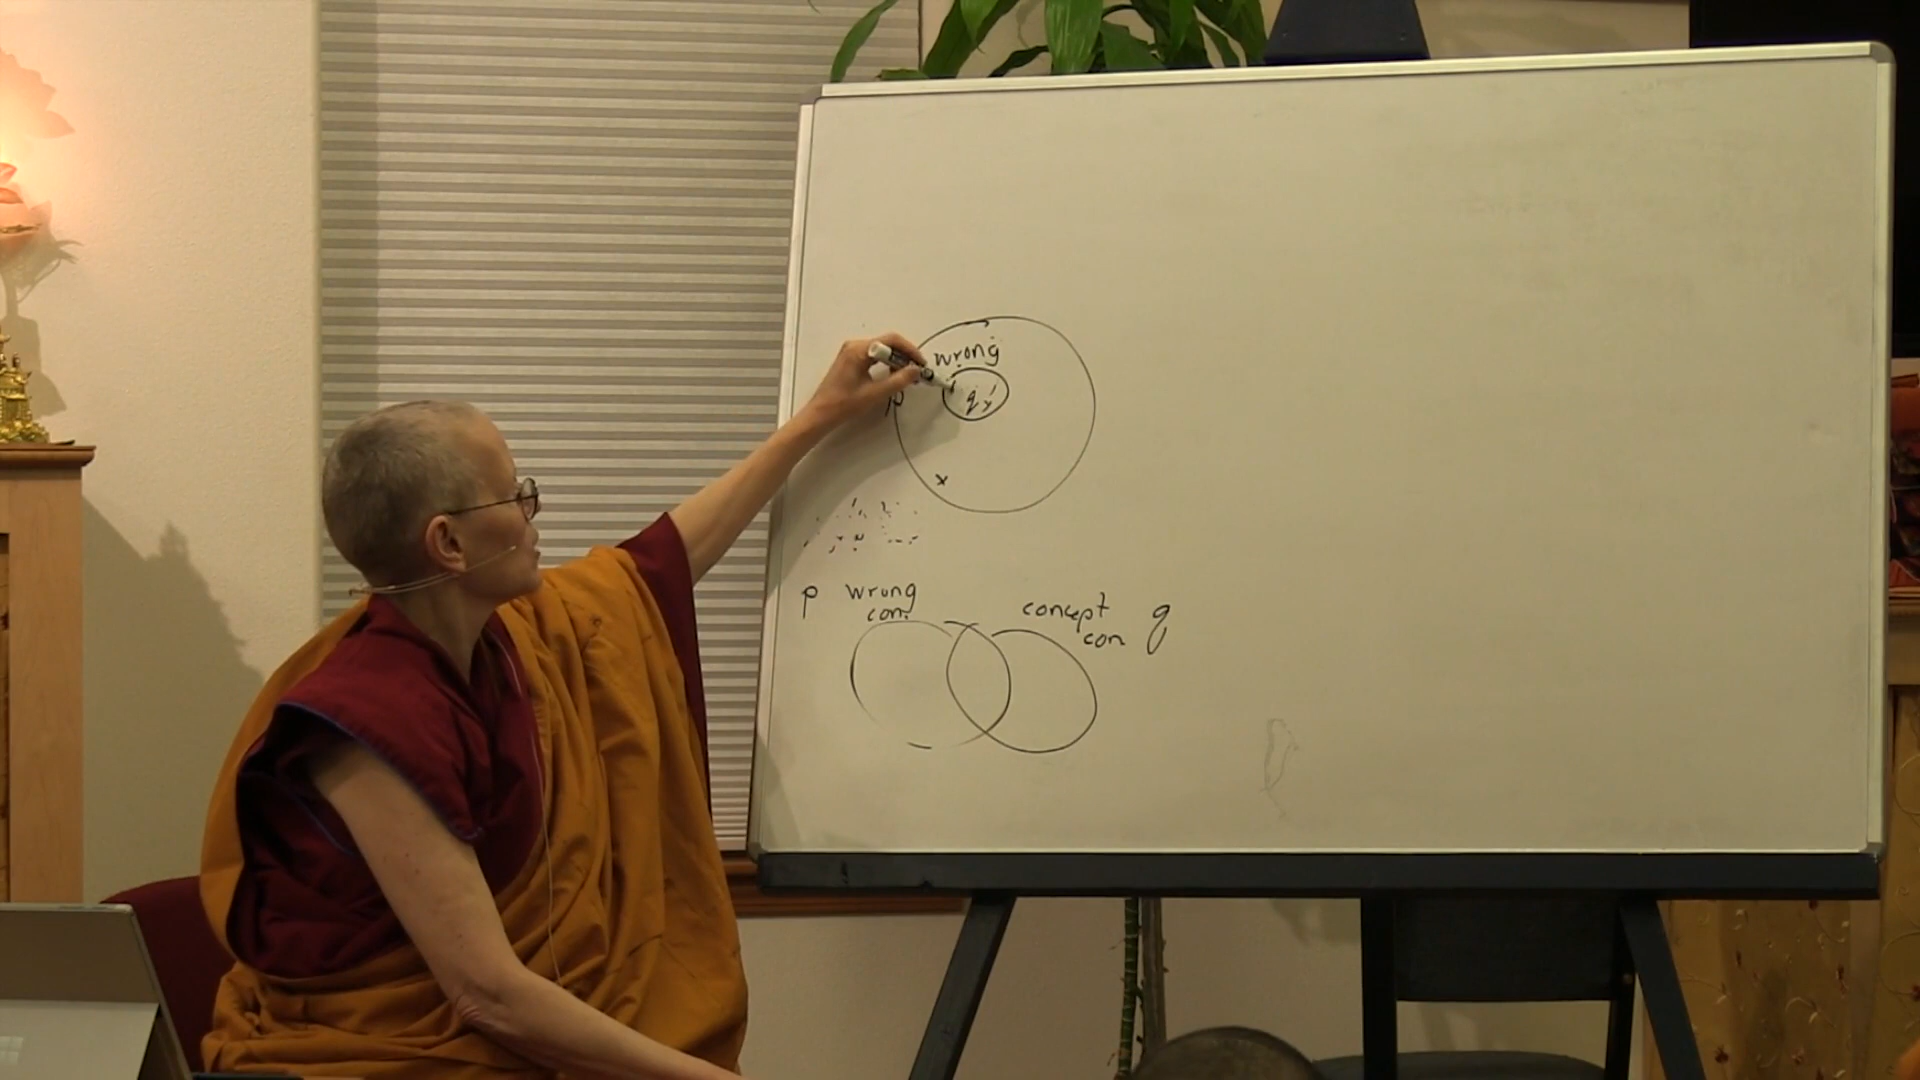 wrong
p
q
x
p wrong concept q
con. con